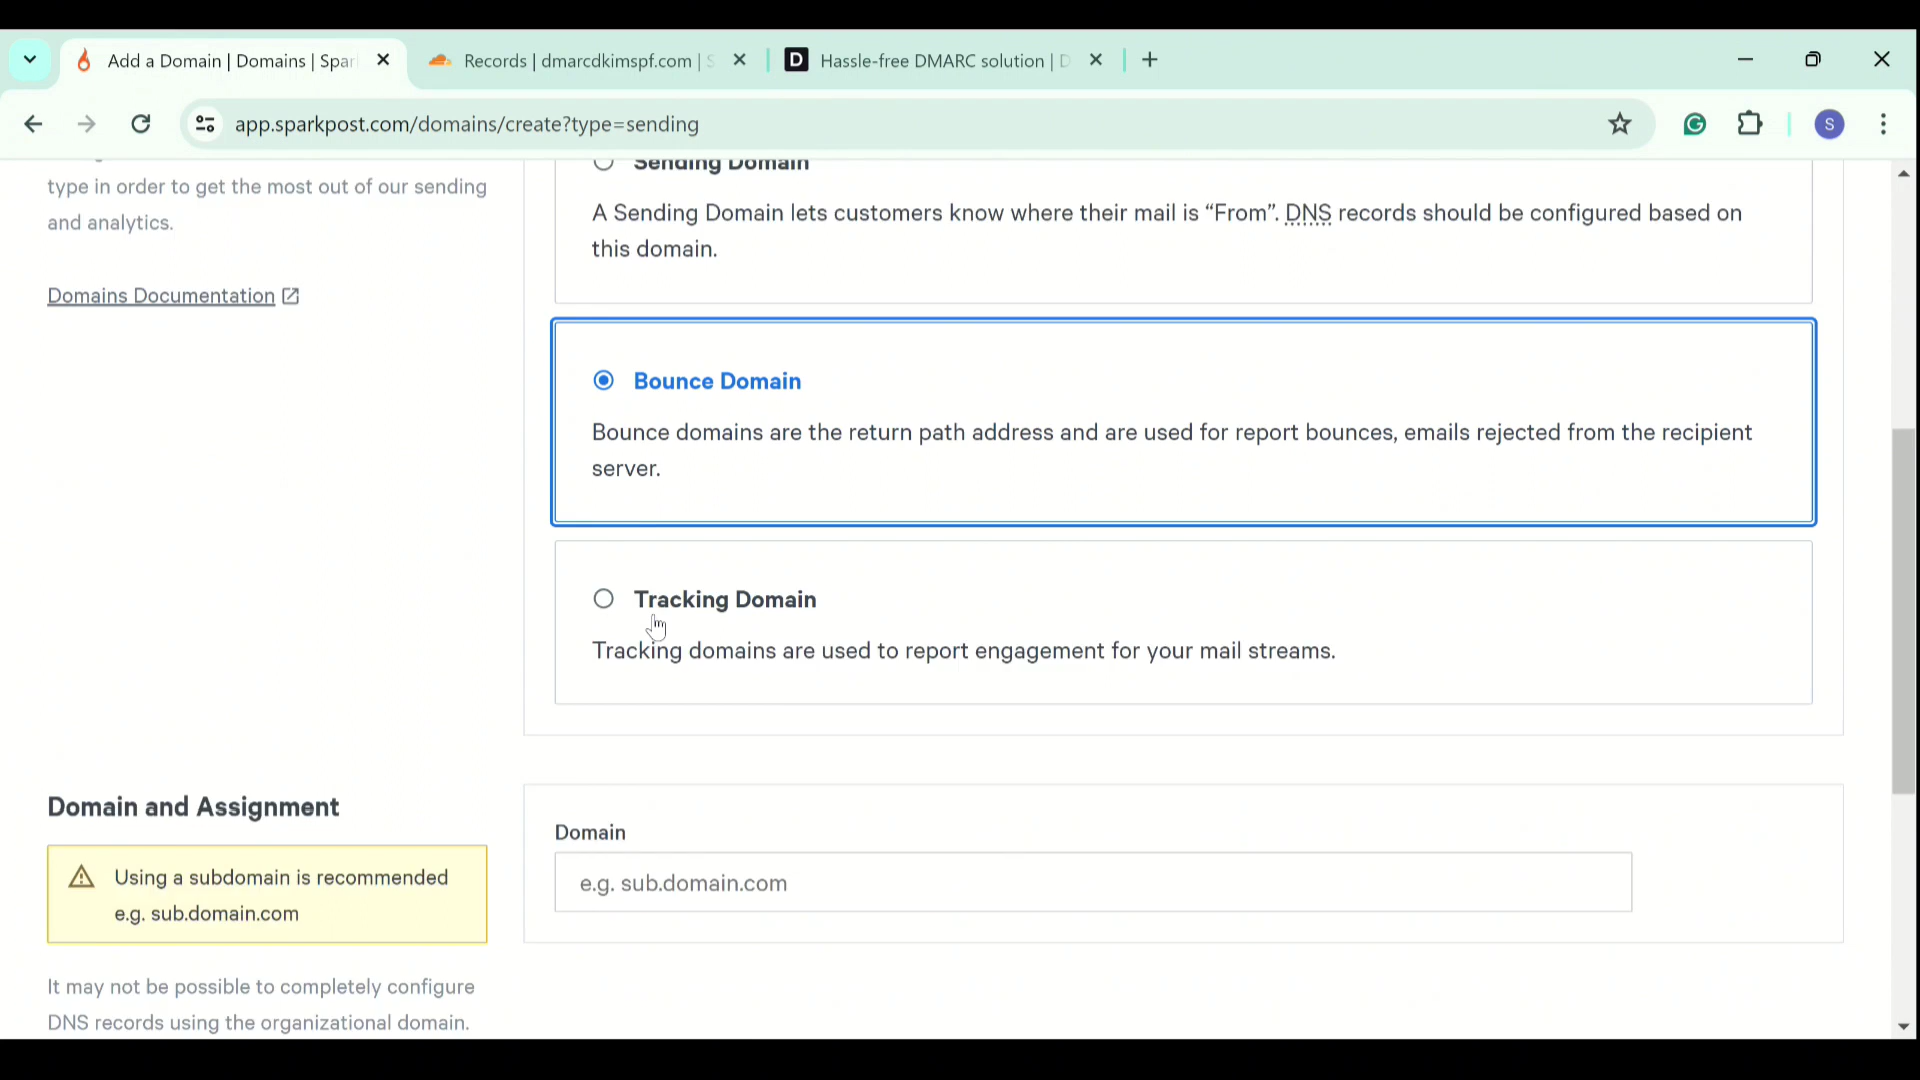 Add a Domain | Domains | Spar
Records | dmarcdkimspf.com | S
D Hassle-free DMARC solution | D
app.sparkpost.com/domains/create?type=sending
S
type in order to get the most out of our sending
and analytics.
Domains Documentation
Sending Domain
A Sending Domain lets customers know where their mail is “From”. DNS records should be configured based on
this domain.
Bounce Domain
Bounce domains are the return path address and are used for report bounces, emails rejected from the recipient
server.
Tracking Domain
Tracking domains are used to report engagement for your mail streams.
Domain and Assignment
Using a subdomain is recommended
e.g. sub.domain.com
It may not be possible to completely configure
DNS records using the organizational domain.
Domain
e.g. sub.domain.com